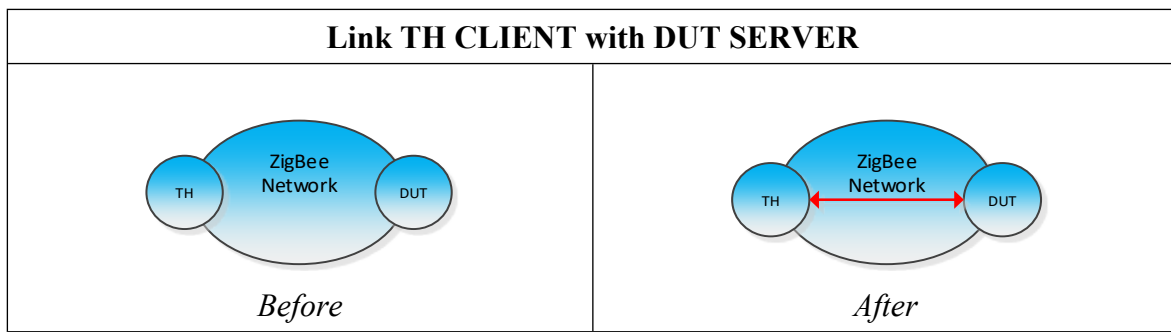 Link TH CLIENT with DUT SERVER
ZigBee
Network
TH
DUT
Before
ZigBee
Network
TH
DUT
After